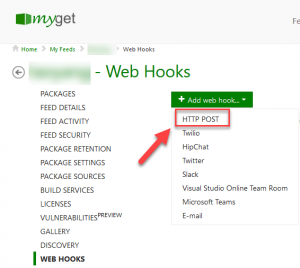 myget
Fe
Home › My Feeds › › Web Hooks
- Web Hooks
PACKAGES
FEED DETAILS
FEED ACTIVITY
FEED SECURITY
PACKAGE RETENTION
PACKAGE SETTINGS
PACKAGE SOURCES
BUILD SERVICES
LICENSES
VULNERABILITIES PREVIEW
GALLERY
DISCOVERY
WEB HOOKS
+ Add web hook...
HTTP POST
Twilio
HipChat
Twitter
Slack
Visual Studio Online Team Room
Microsoft Teams
E-mail